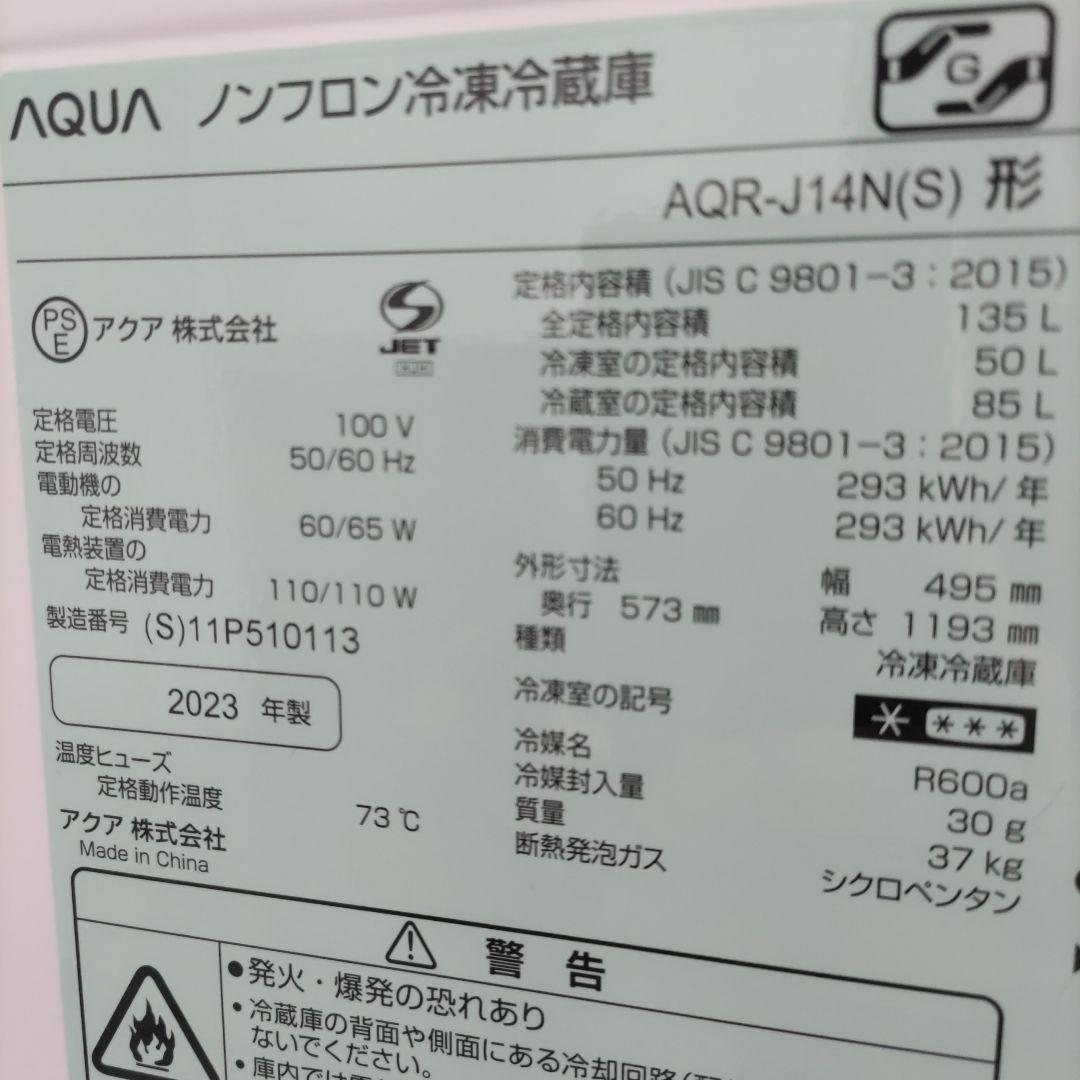 AQUA ノンフロン冷凍冷蔵庫
G
AQR-J14N(S) 形
PSE アクア 株式会社
JET
定格電圧 100 V
定格周波数 50/60 Hz
電動機の
定格消費電力 60/65 W
電熱装置の
定格消費電力 110/110 W
製造番号 (S)11P510113
2023 年製
温度ヒューズ
定格動作温度 73 ℃
アクア 株式会社
Made in China
定格内容積 (JIS C 9801-3 : 2015)
全定格内容積 135 L
冷凍室の定格内容積 50 L
冷蔵室の定格内容積 85 L
消費電力量 (JIS C 9801-3 : 2015)
50 Hz 293 kWh/年
60 Hz 293 kWh/年
外形寸法 幅 495 ㎜
奥行 573 ㎜ 高さ 1193 ㎜
種類 冷凍冷蔵庫
冷凍室の記号 * ***
冷媒名 R600a
冷媒封入量 30 g
質量 37 kg
断熱発泡ガス シクロペンタン
警告
●発火・爆発の恐れあり
・冷蔵庫の背面や側面にある冷却回路(
ないでください。
・庫内では